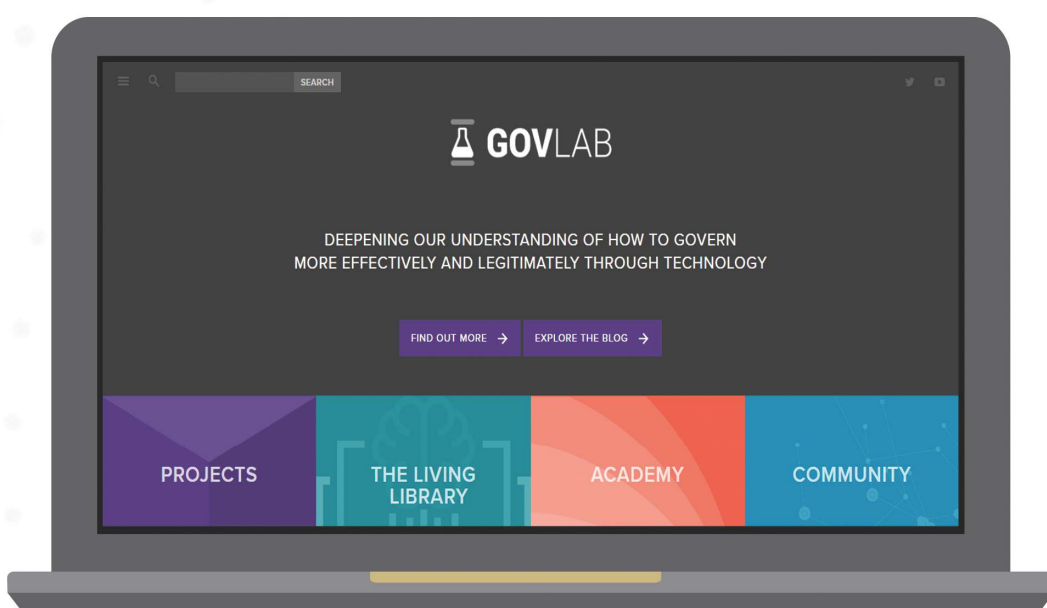 SEARCH
GOVLAB
DEEPENING OUR UNDERSTANDING OF HOW TO GOVERN
MORE EFFECTIVELY AND LEGITIMATELY THROUGH TECHNOLOGY
FIND OUT MORE →
EXPLORE THE BLOG →
PROJECTS
THE LIVING
LIBRARY
ACADEMY
COMMUNITY